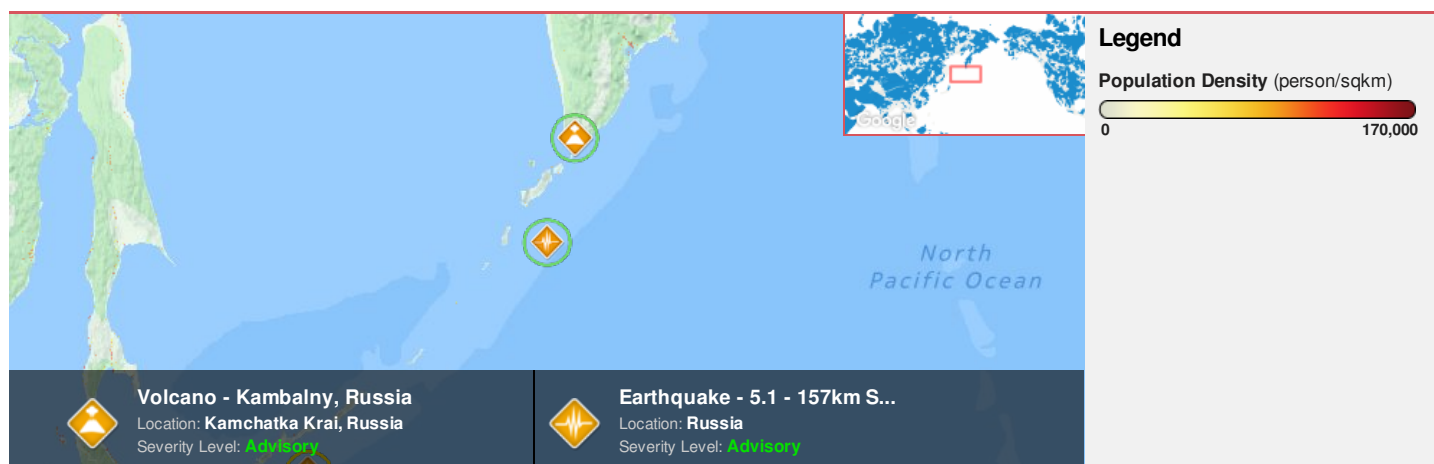 Google
North
Pacific Ocean
Volcano - Kambalny, Russia
Location: Kamchatka Krai, Russia
Severity Level: Advisory
Earthquake - 5.1 - 157km S...
Location: Russia
Severity Level: Advisory
Legend
Population Density (person/sqkm)
0 170,000